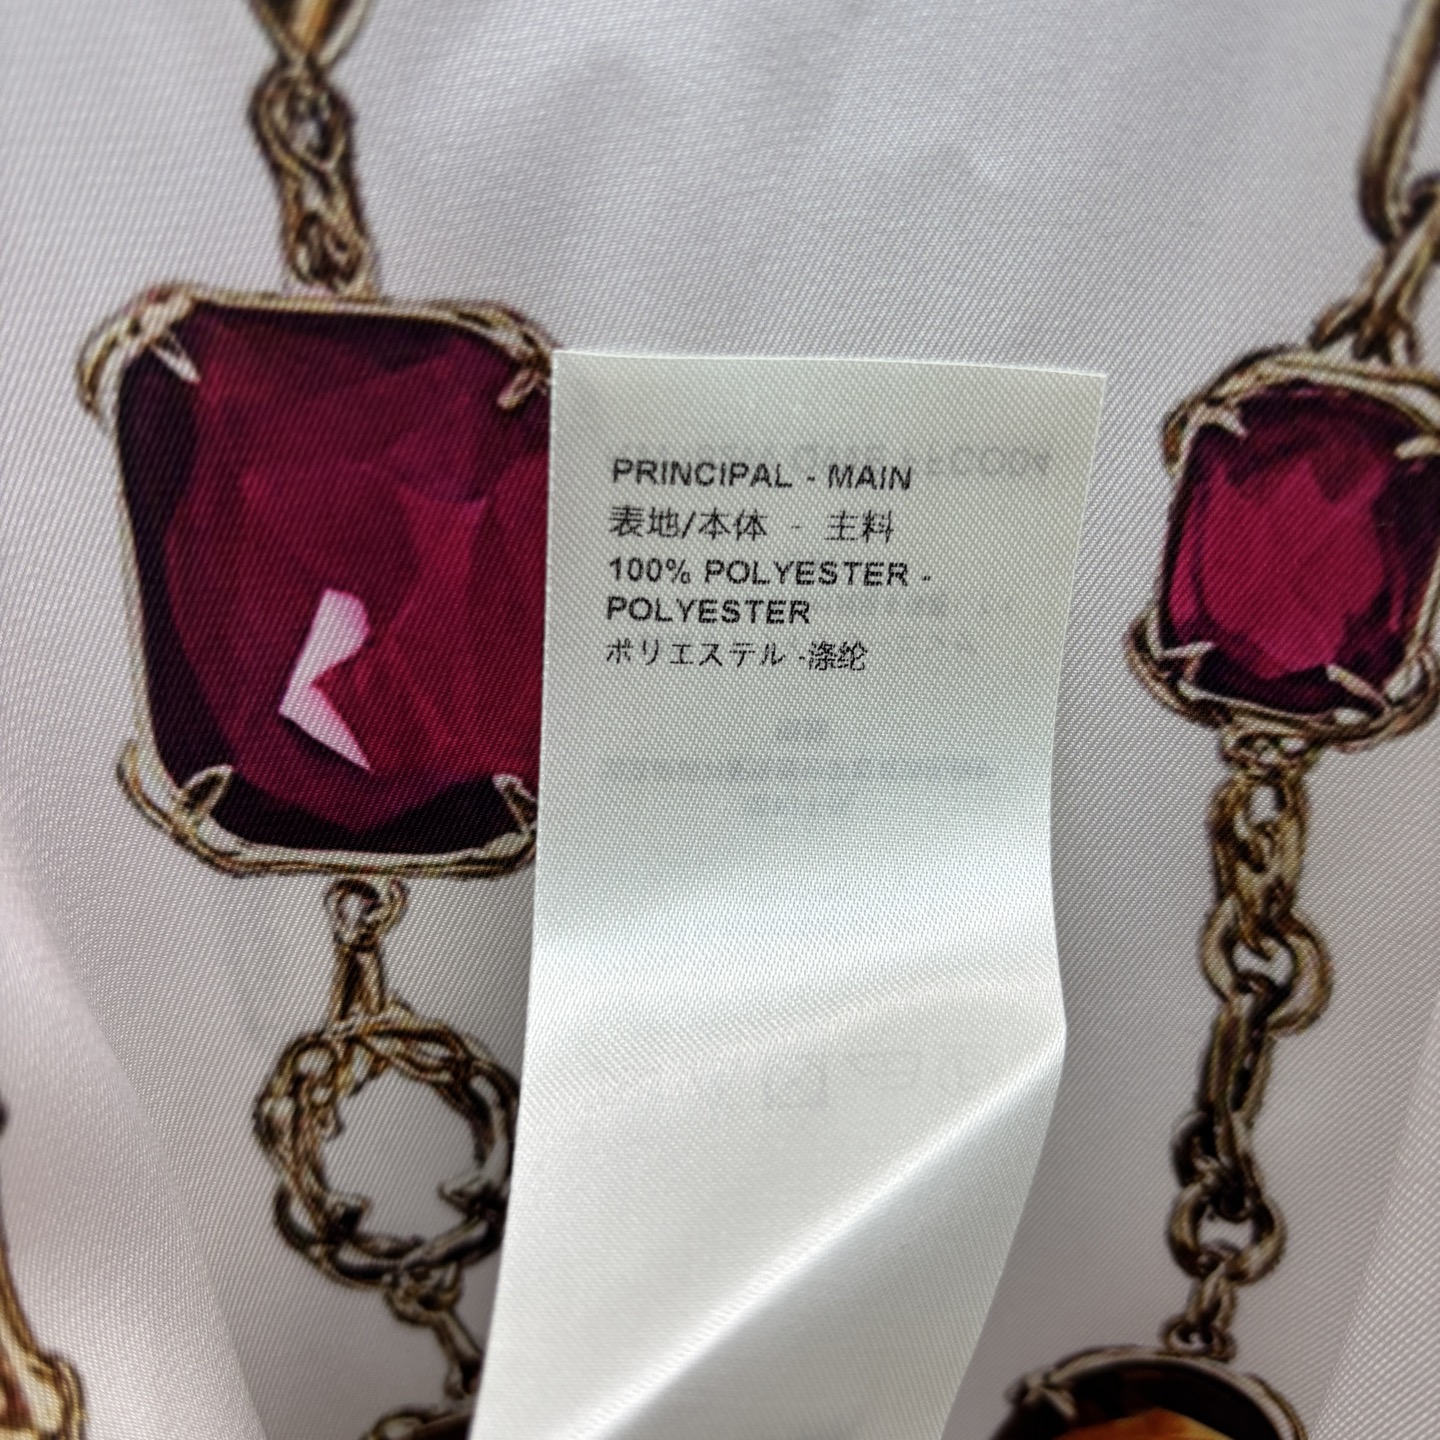 PRINCIPAL - MAIN
表地/本体 - 主料
100% POLYESTER -
POLYESTER
ポリエステル -涤纶